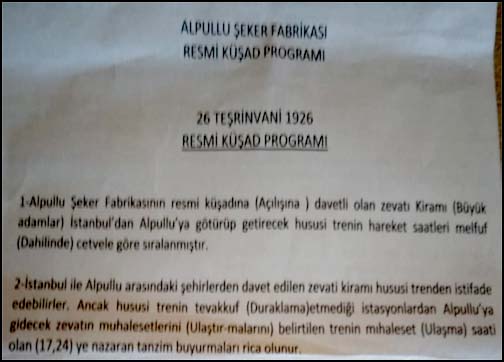 ALPULLU ŞEKER FABRİKASI
RESMİ KÜŞAD PROGRAMI
26 TEŞRİNVANİ 1926
RESMİ KÜŞAD PROGRAMI
1-Alpullu Şeker Fabrikasının resmi küşadına (Açılışına ) davetli olan zevatı Kiramı (Büyük
adamlar) İstanbul'dan Alpullu'ya götürüp getirecek hususi trenin hareket saatleri melfuf
(Dahilinde) cetvele göre sıralanmıştır.
2-İstanbul ile Alpullu arasındaki şehirlerden davet edilen zevati kiramı hususi trenden istifade
edebilirler. Ancak hususi trenin tevakkuf (Duraklama)etmediği istasyonlardan Alpullu'ya
gidecek zevatın muhalesetlerini (Ulaştır-malarını) belirtilen trenin mıhaleset (Ulaşma) saati
olan (17,24) ye nazaran tanzim buyurmaları rica olunur.